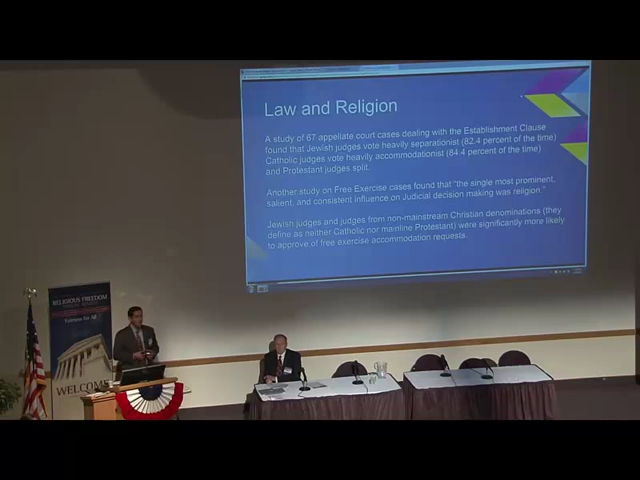 Law and Religion
A study of 67 appellate court cases dealing with the Establishment Clause
found that Jewish judges vote heavily separationist (82.4 percent of the time)
Catholic judges vote heavily accommodationist (84.4 percent of the time)
and Protestant judges split.
Another study on Free Exercise cases found that “the single most prominent,
salient, and consistent influence on Judicial decision making was religion.”
Jewish judges and judges from non-mainstream Christian denominations (they
define as neither Catholic nor mainline Protestant) were significantly more likely
to approve of free exercise accommodation requests.
RELIGIOUS FREEDOM
Fairness for All
WELCOME